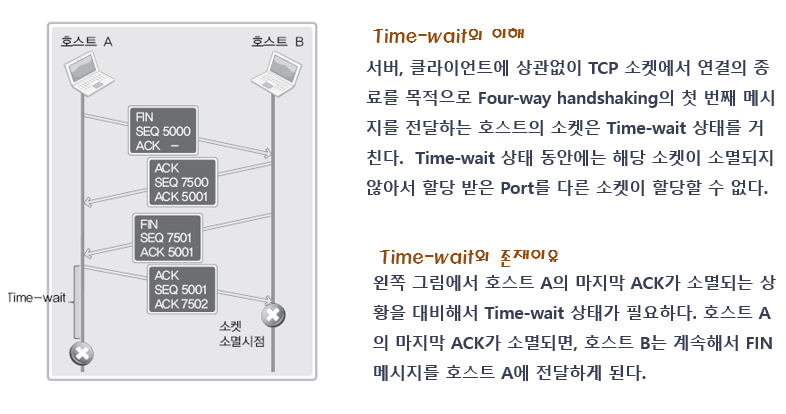 호스트 A
호스트 B
FIN
SEQ 5000
ACK –
ACK
SEQ 7500
ACK 5001
FIN
SEQ 7501
ACK 5001
ACK
SEQ 5001
ACK 7502
Time-wait
소켓
소멸시점
Time-wait의 이해
서버, 클라이언트에 상관없이 TCP 소켓에서 연결의 종
료를 목적으로 Four-way handshaking의 첫 번째 메시
지를 전달하는 호스트의 소켓은 Time-wait 상태를 거
친다. Time-wait 상태 동안에는 해당 소켓이 소멸되지
않아서 할당 받은 Port를 다른 소켓이 할당할 수 없다.
Time-wait의 존재이유
왼쪽 그림에서 호스트 A의 마지막 ACK가 소멸되는 상
황을 대비해서 Time-wait 상태가 필요하다. 호스트 A
의 마지막 ACK가 소멸되면, 호스트 B는 계속해서 FIN
메시지를 호스트 A에 전달하게 된다.